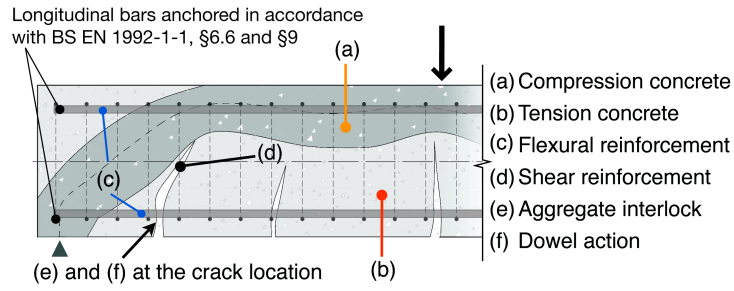 Longitudinal bars anchored in accordance
with BS EN 1992-1-1, §6.6 and §9
(a)
(d)
(c)
(e) and (f) at the crack location
(b)
(a) Compression concrete
(b) Tension concrete
(c) Flexural reinforcement
(d) Shear reinforcement
(e) Aggregate interlock
(f) Dowel action